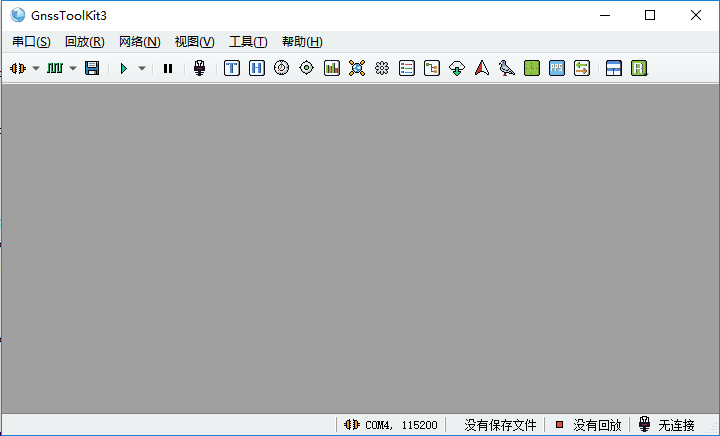 GnssToolKit3
串口(S) 回放(R) 网络(N) 视图(V) 工具(T) 帮助(H)
T H PPS R
COM4, 115200 没有保存文件 没有回放 无连接